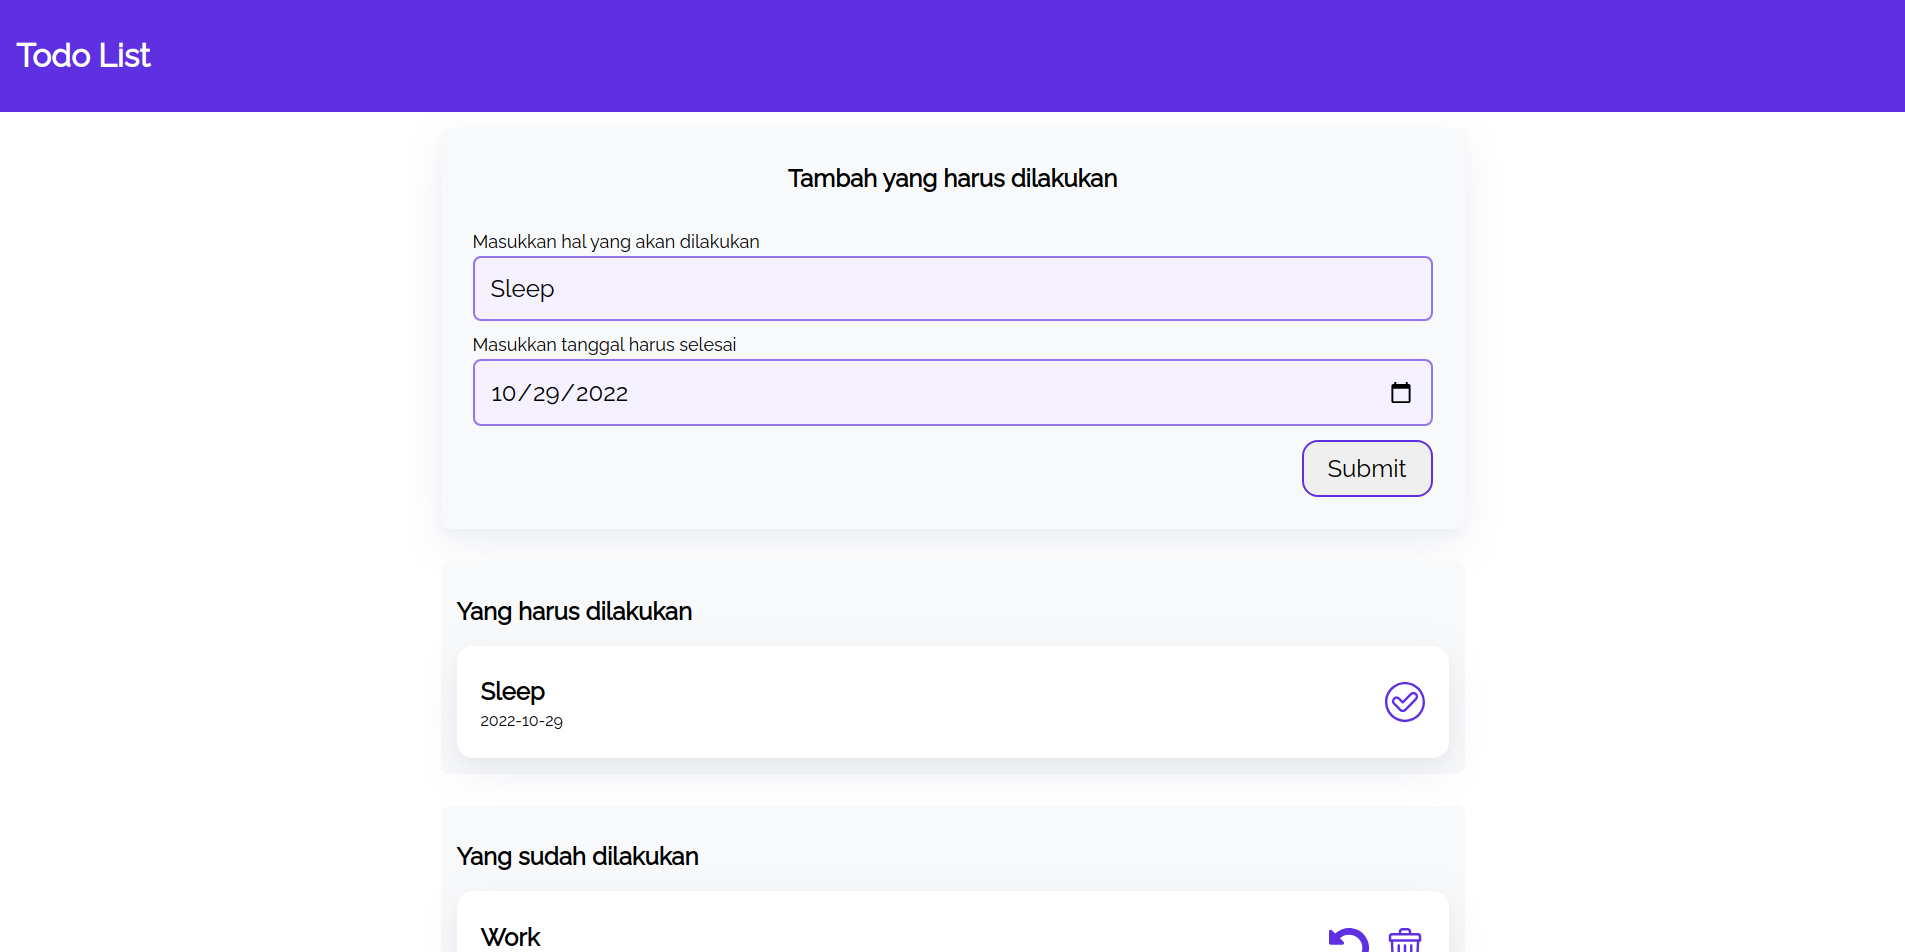 Todo List
Tambah yang harus dilakukan
Masukkan hal yang akan dilakukan
Sleep
Masukkan tanggal harus selesai
10/29/2022
Submit
Yang harus dilakukan
Sleep
2022-10-29
Yang sudah dilakukan
Work